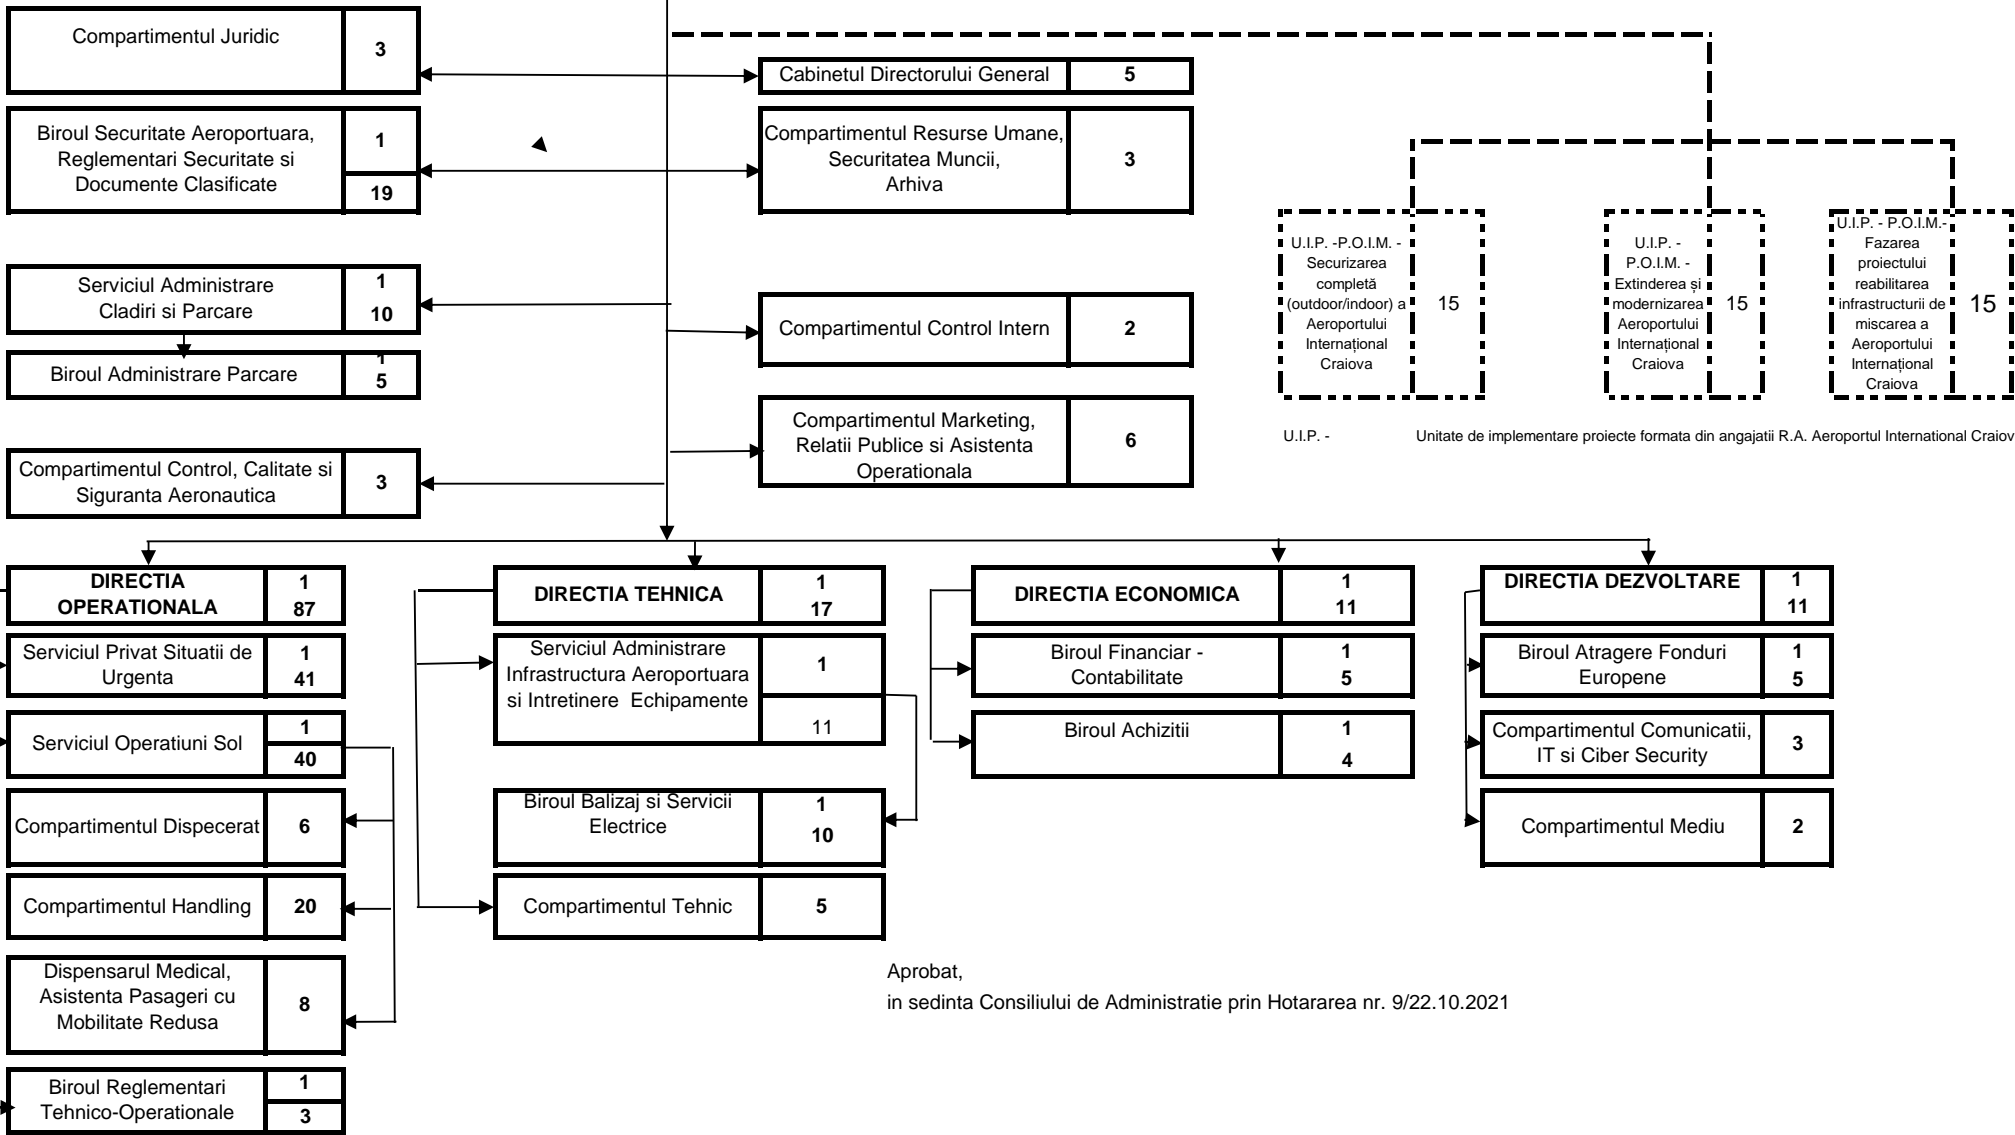 Compartimentul Juridic
3
Cabinetul Directorului General
5
Biroul Securitate Aeroportuara,
Reglementari Securitate si
Documente Clasificate
1
19
Compartimentul Resurse Umane,
Securitatea Muncii,
Arhiva
3
Serviciul Administrare
Cladiri si Parcare
1
10
Biroul Administrare Parcare
1
5
Compartimentul Control Intern
2
Compartimentul Marketing,
Relatii Publice si Asistenta
Operationala
6
Compartimentul Control, Calitate si
Siguranta Aeronautica
3
U.I.P. -P.O.I.M. -
Securizarea
completă
(outdoor/indoor) a
Aeroportului
Internațional
Craiova
15
U.I.P. -
P.O.I.M. -
Extinderea și
modernizarea
Aeroportului
Internațional
Craiova
15
U.I.P. - P.O.I.M.-
Fazarea
proiectului
reabilitarea
infrastructurii de
miscarea a
Aeroportului
Internațional
Craiova
15
U.I.P. - Unitate de implementare proiecte formata din angajatii R.A. Aeroportul International Craiov
DIRECTIA
OPERATIONALA
1
87
Serviciul Privat Situatii de
Urgenta
1
41
Serviciul Operatiuni Sol
1
40
Compartimentul Dispecerat
6
Compartimentul Handling
20
Dispensarul Medical,
Asistenta Pasageri cu
Mobilitate Redusa
8
Biroul Reglementari
Tehnico-Operationale
1
3
DIRECTIA TEHNICA
1
17
Serviciul Administrare
Infrastructura Aeroportuara
si Intretinere Echipamente
1
11
Biroul Balizaj si Servicii
Electrice
1
10
Compartimentul Tehnic
5
DIRECTIA ECONOMICA
1
11
Biroul Financiar -
Contabilitate
1
5
Biroul Achizitii
1
4
DIRECTIA DEZVOLTARE
1
11
Biroul Atragere Fonduri
Europene
1
5
Compartimentul Comunicatii,
IT si Ciber Security
3
Compartimentul Mediu
2
Aprobat,
in sedinta Consiliului de Administratie prin Hotararea nr. 9/22.10.2021